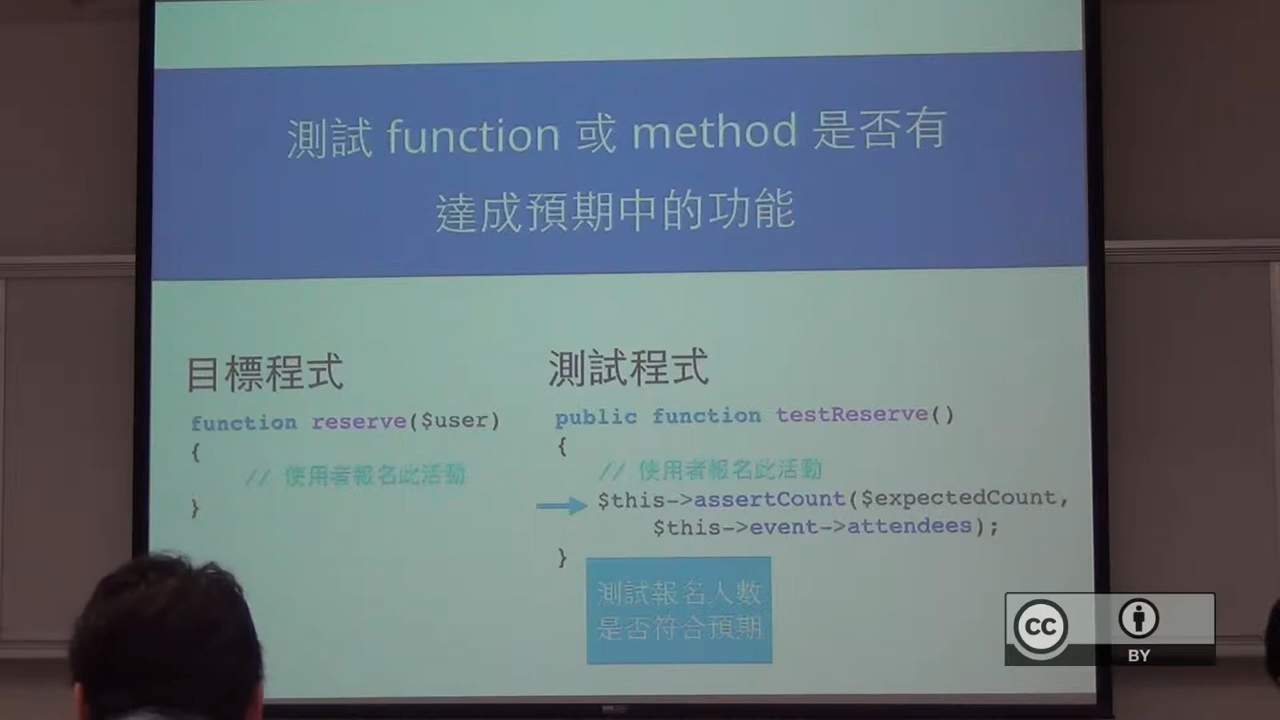 測試 function 或 method 是否有
達成預期中的功能
目標程式
function reserve($user)
{
// 使用者報名此活動
}
測試程式
public function testReserve()
{
// 使用者報名此活動
$this->assertCount($expectedCount,
$this->event->attendees);
}
測試報名人數
是否符合預期
cc
BY